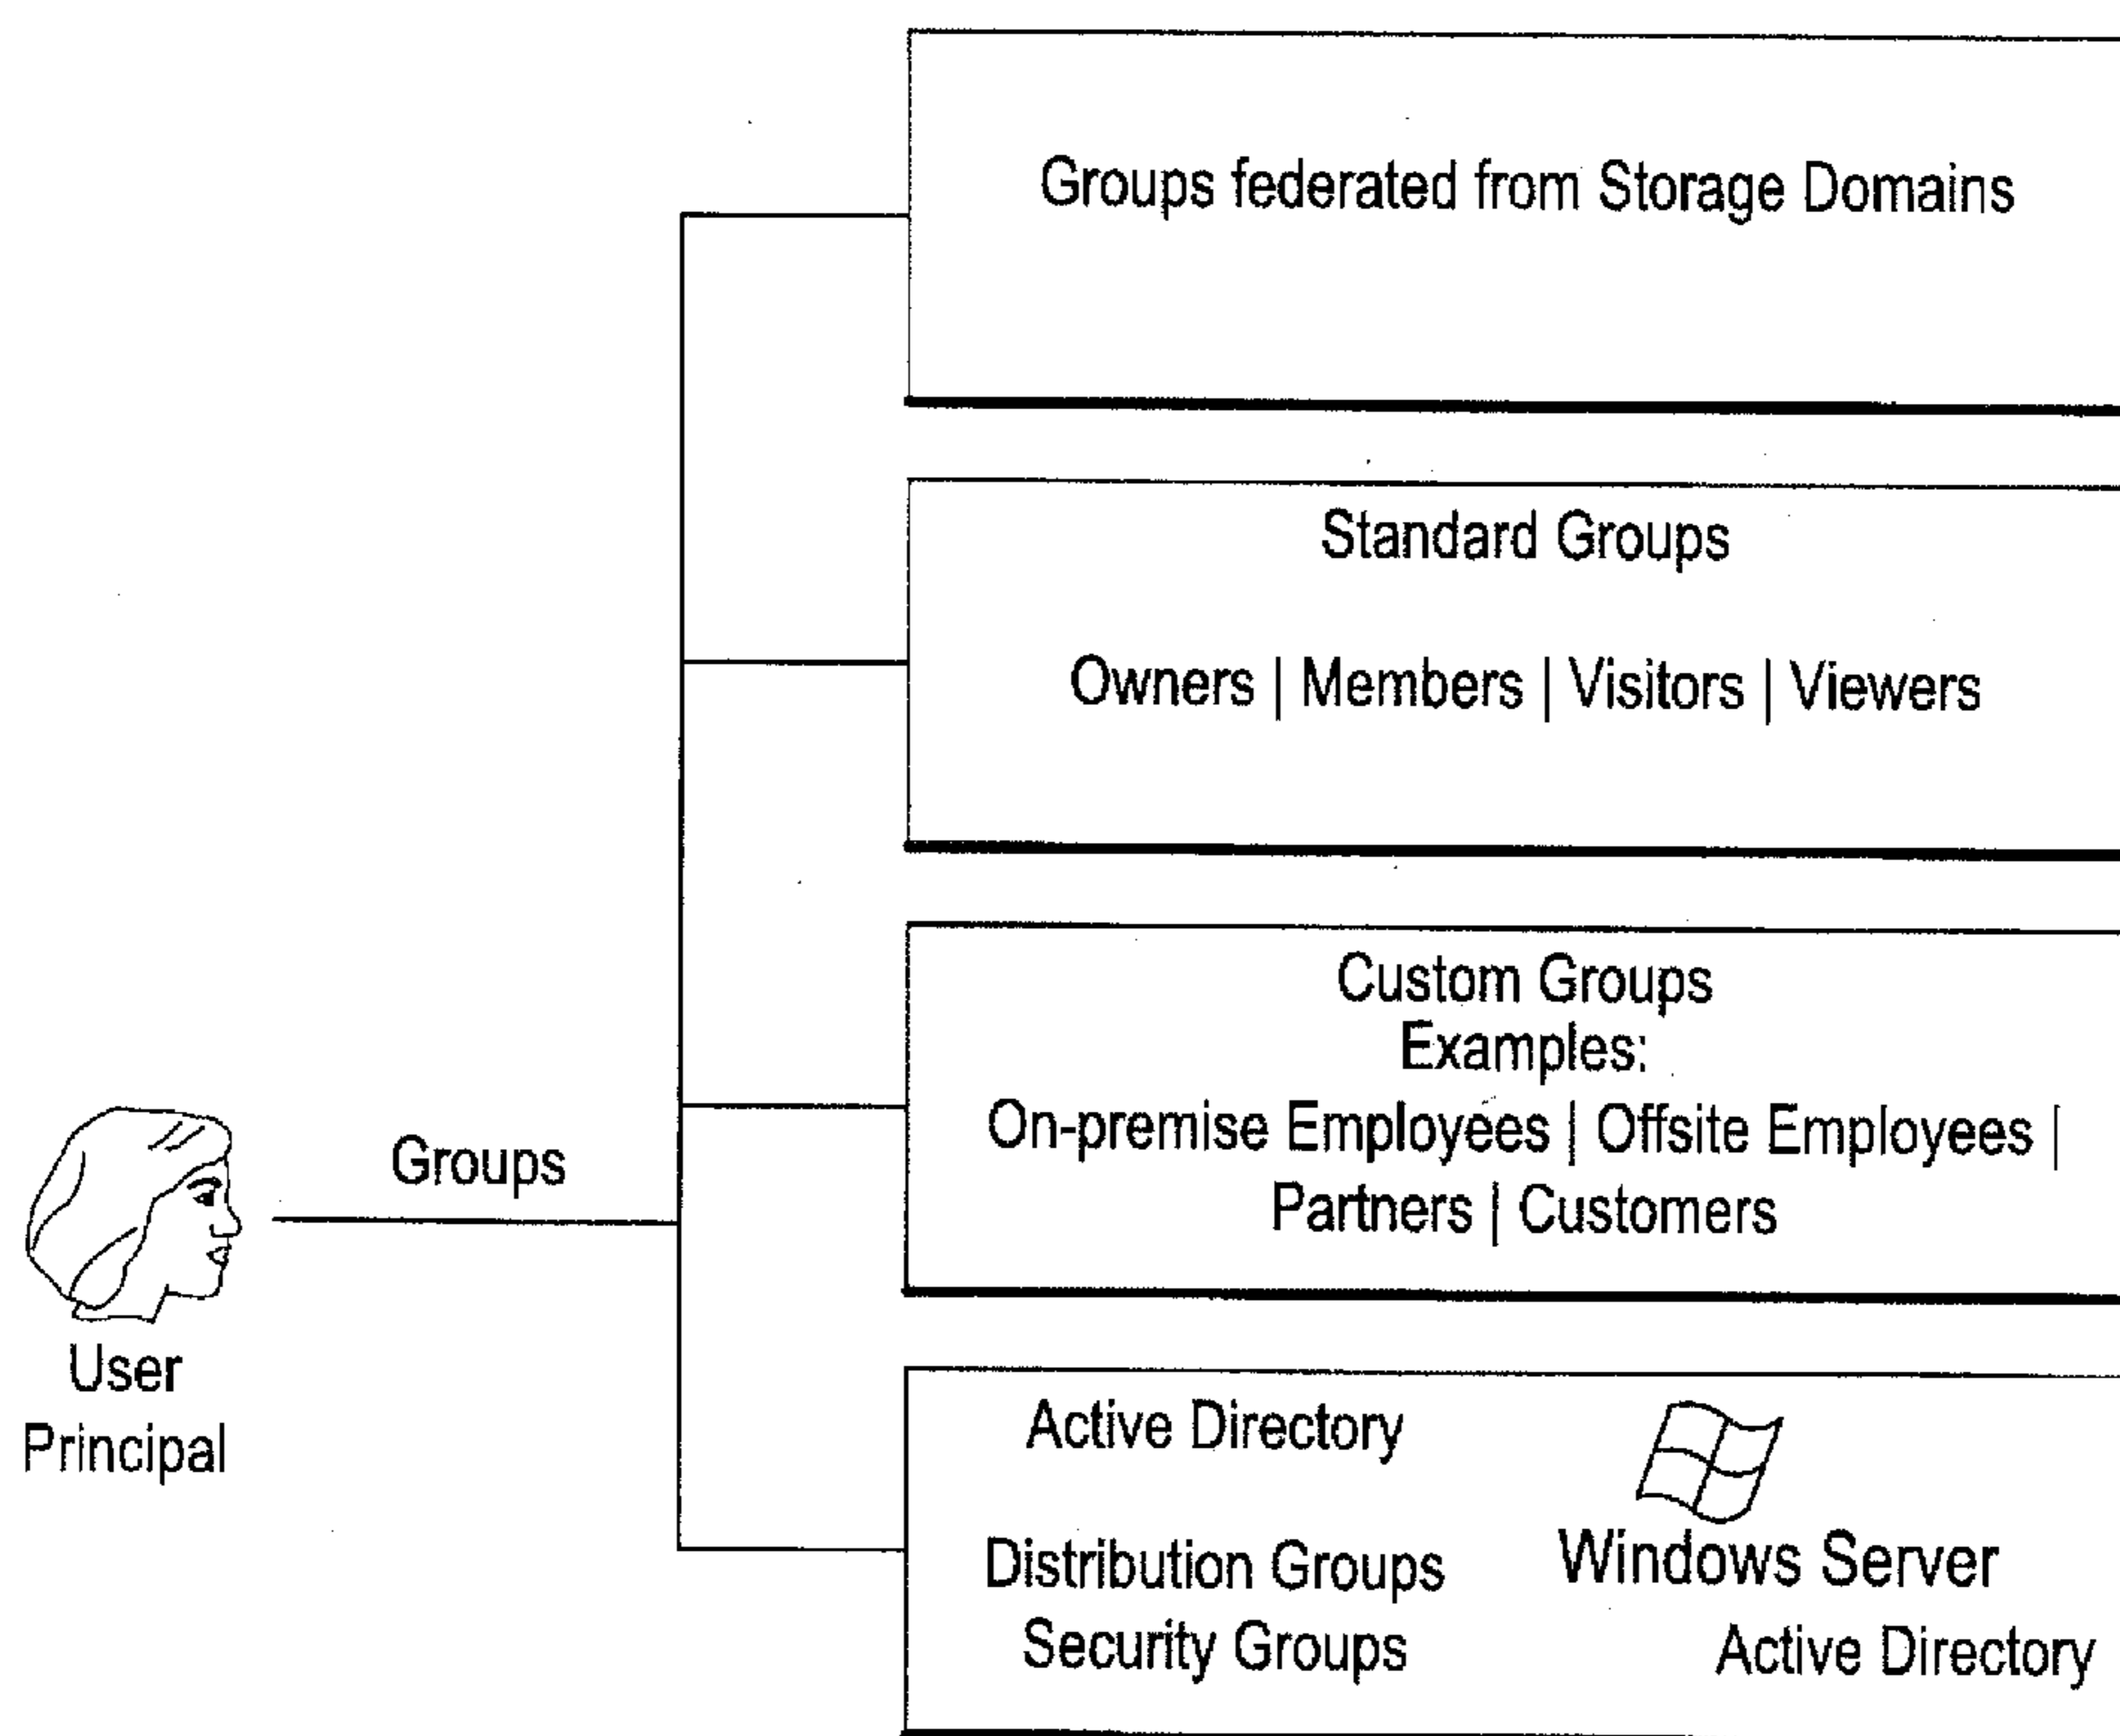 Groups federated from Storage Domains
Standard Groups
Owners | Members | Visitors | Viewers
Custom Groups
Examples:
On-premise Employees | Offsite Employees |
Partners | Customers
Groups
User
Principal
Active Directory
Distribution Groups
Security Groups
Windows Server
Active Directory